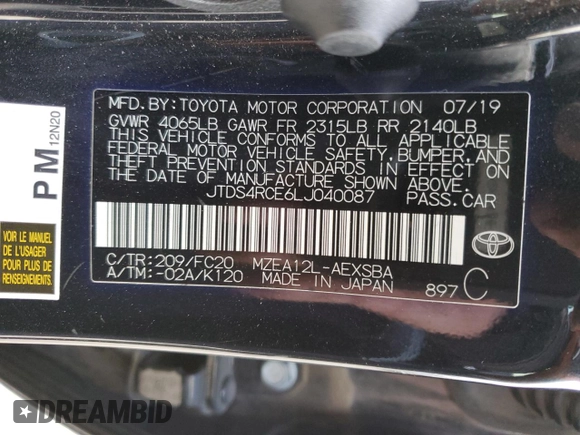 MFD. BY: TOYOTA MOTOR CORPORATION 07/19
GVWR 4065LB GAWR FR 2315LB RR 2140LB
THIS VEHICLE CONFORMS TO ALL APPLICABLE
FEDERAL MOTOR VEHICLE SAFETY, BUMPER, AND
THEFT PREVENTION STANDARDS IN EFFECT ON
THE DATE OF MANUFACTURE SHOWN ABOVE.
JTDS4RCE6LJ040087 PASS. CAR
C/TR: 209/FC20 MZEA12L-AEXSBA
A/TM: -02A/K120 MADE IN JAPAN 897 C
TOYOTA
PM 12N20
VOIR LE MANUEL
DE L'USAGER
POUR PLUS DE
RENSEIGNEMENTS.
DREAMBID